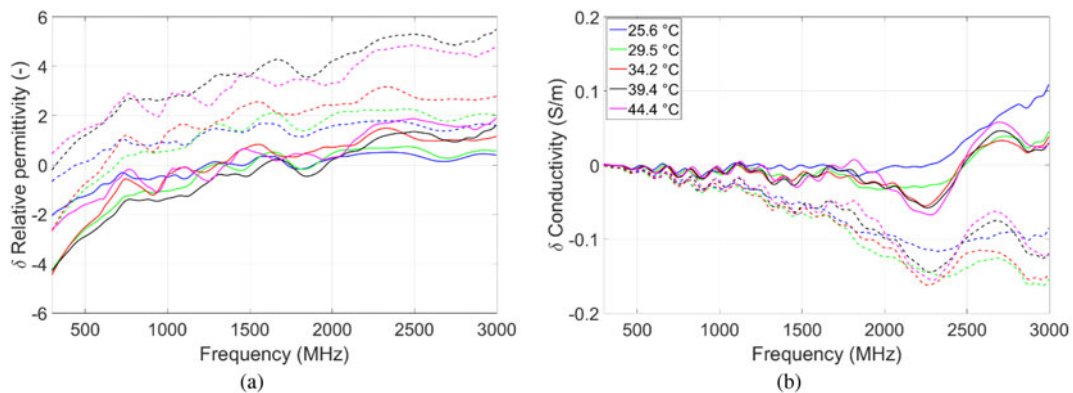 δ Relative permittivity (-)
6
4
2
0
-2
-4
-6
500 1000 1500 2000 2500 3000
Frequency (MHz)
(a)
δ Conductivity (S/m)
0.2
0.1
0
-0.1
-0.2
25.6 °C
29.5 °C
34.2 °C
39.4 °C
44.4 °C
500 1000 1500 2000 2500 3000
Frequency (MHz)
(b)